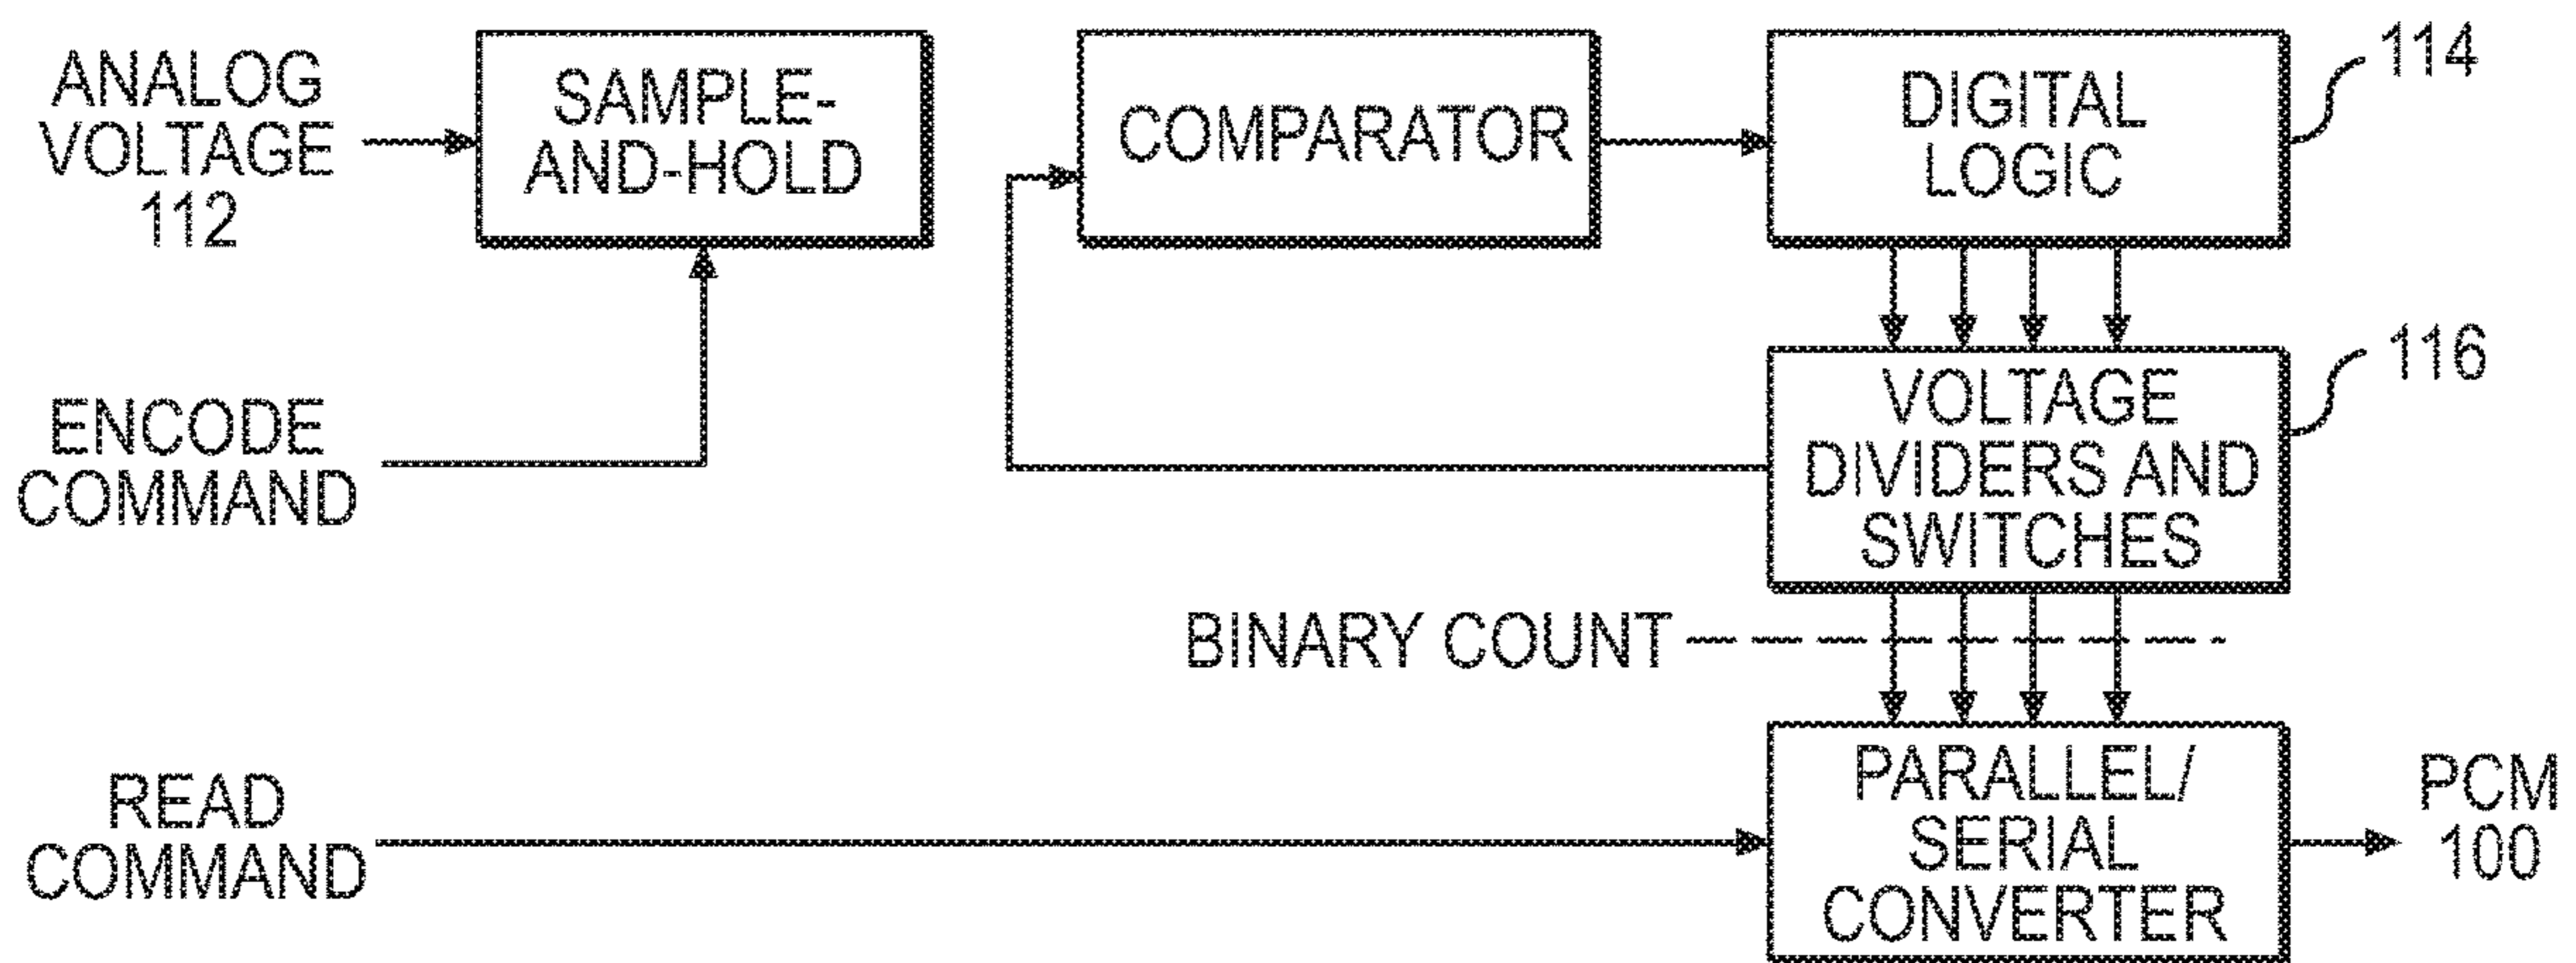 ANALOG
VOLTAGE
112
SAMPLE-
AND-HOLD
COMPARATOR
DIGITAL
LOGIC
114
ENCODE
COMMAND
VOLTAGE
DIVIDERS AND
SWITCHES
116
BINARY COUNT
READ
COMMAND
PARALLEL/
SERIAL
CONVERTER
PCM
100